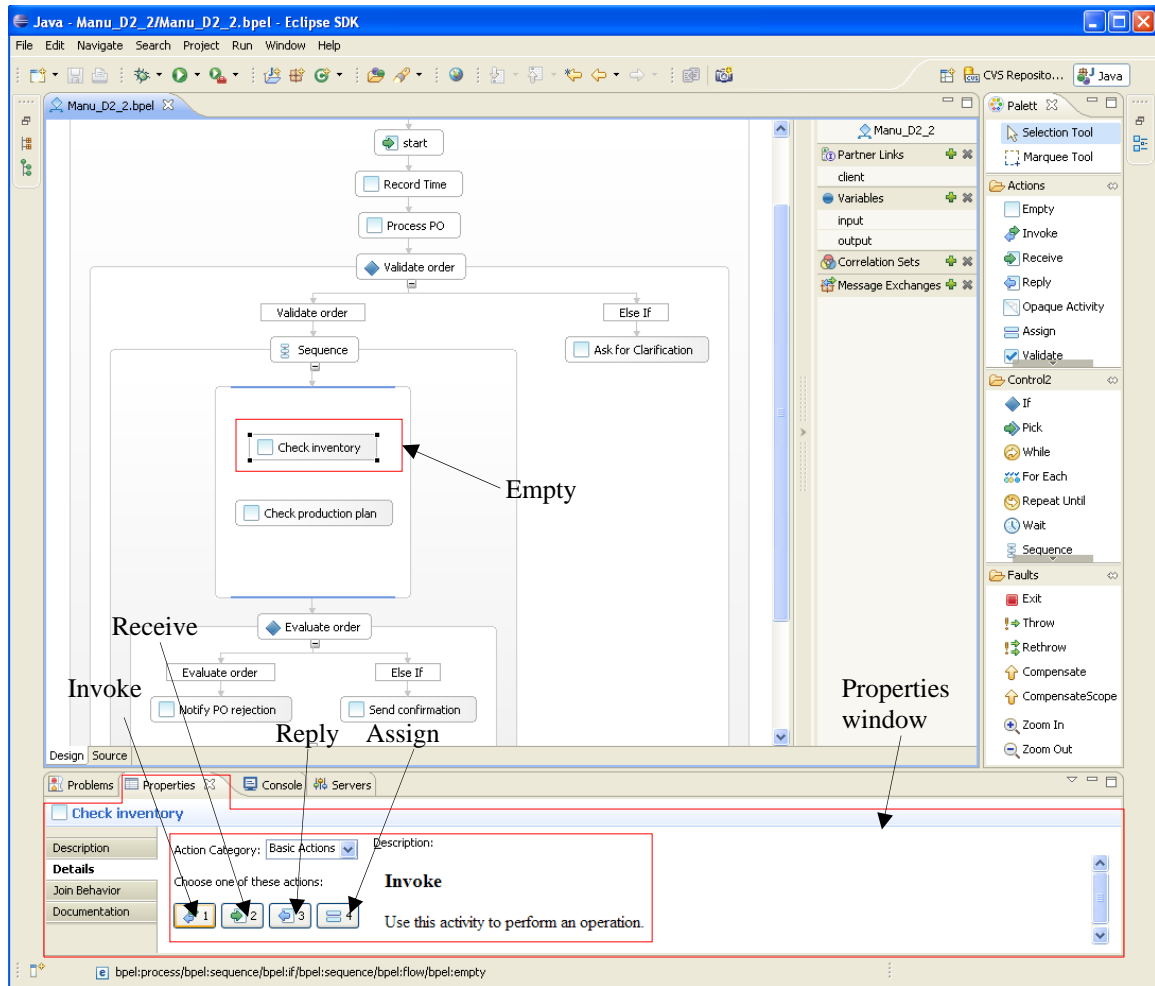 Java - Manu_D2_2/Manu_D2_2.bpel - Eclipse SDK
File Edit Navigate Search Project Run Window Help
CVS Reposito... Java
Manu_D2_2.bpel
start
Record Time
Process PO
Validate order
Validate order
Else If
Sequence
Ask for Clarification
Check inventory
Empty
Check production plan
Evaluate order
Receive
Evaluate order
Else If
Invoke
Notify PO rejection
Send confirmation
Reply Assign
Properties
window
Design Source
Manu_D2_2
Partner Links
client
Variables
input
output
Correlation Sets
Message Exchanges
Palett
Selection Tool
Marquee Tool
Actions
Empty
Invoke
Receive
Reply
Opaque Activity
Assign
Validate
Control2
If
Pick
While
For Each
Repeat Until
Wait
Sequence
Faults
Exit
Throw
Rethrow
Compensate
CompensateScope
Zoom In
Zoom Out
Problems Properties Console Servers
Check inventory
Description
Details
Join Behavior
Documentation
Action Category: Basic Actions
Choose one of these actions:
1 2 3 4
Description:
Invoke
Use this activity to perform an operation.
bpel:process/bpel:sequence/bpel:if/bpel:sequence/bpel:flow/bpel:empty